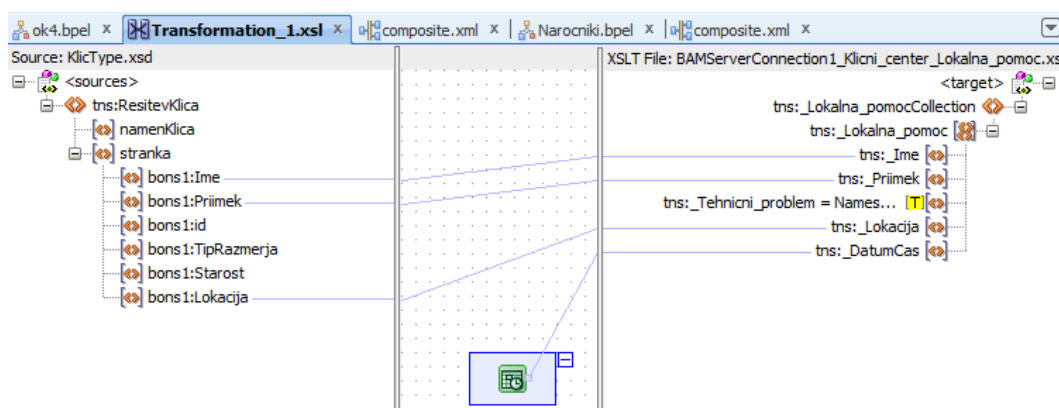 ok4.bpel x Transformation_1.xsl x composite.xml x Narocniki.bpel x composite.xml x
Source: KlicType.xsd
<sources>
tns:ResitevKlica
namenKlica
stranka
bons1:Ime
bons1:Priimek
bons1:id
bons1:TipRazmerja
bons1:Starost
bons1:Lokacija
XSLT File: BAMServerConnection1_Klicni_center_Lokalna_pomoc.xs
<target>
tns:_Lokalna_pomocCollection
tns:_Lokalna_pomoc
tns:_Ime
tns:_Priimek
tns:_Tehnicni_problem = Names... T
tns:_Lokacija
tns:_DatumCas